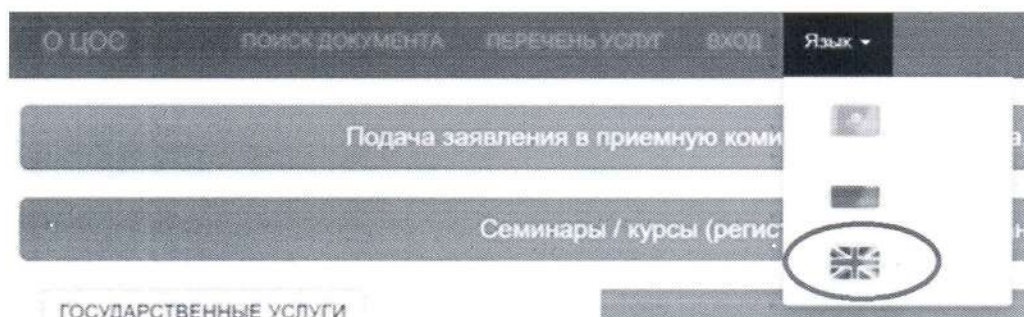 О ЦОС ПОИСК ДОКУМЕНТА ПЕРЕЧЕНЬ УСЛУГ ВХОД Язык
Подача заявления в приемную коми
Семинары / курсы (регис
ГОСУДАРСТВЕННЫЕ УСЛУГИ